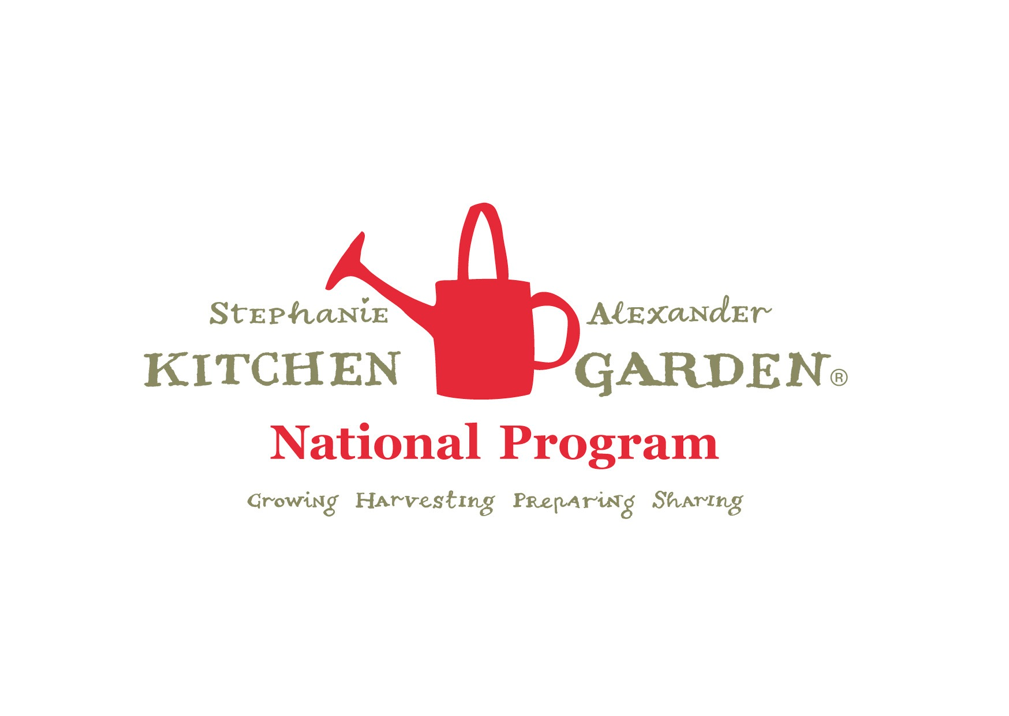 Stephanie Alexander
KITCHEN GARDEN®
National Program
Growing Harvesting Preparing Sharing